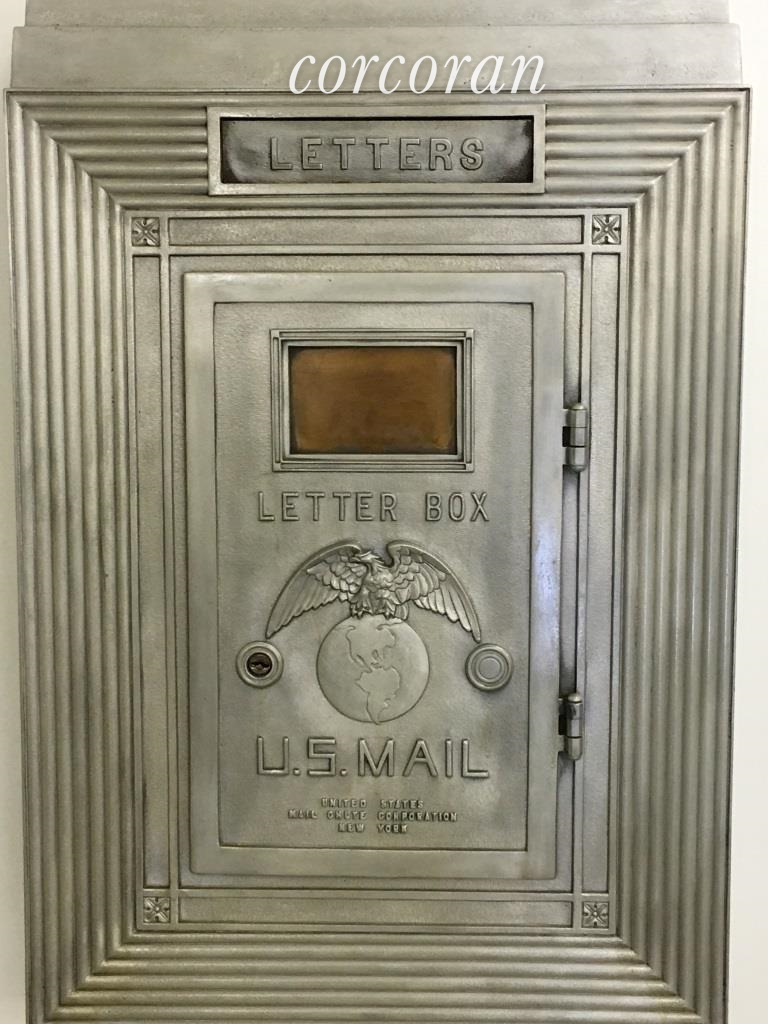 corcoran
LETTERS
LETTER BOX
U.S.MAIL
UNITED STATES
MAIL CHUTE CORPORATION
NEW YORK